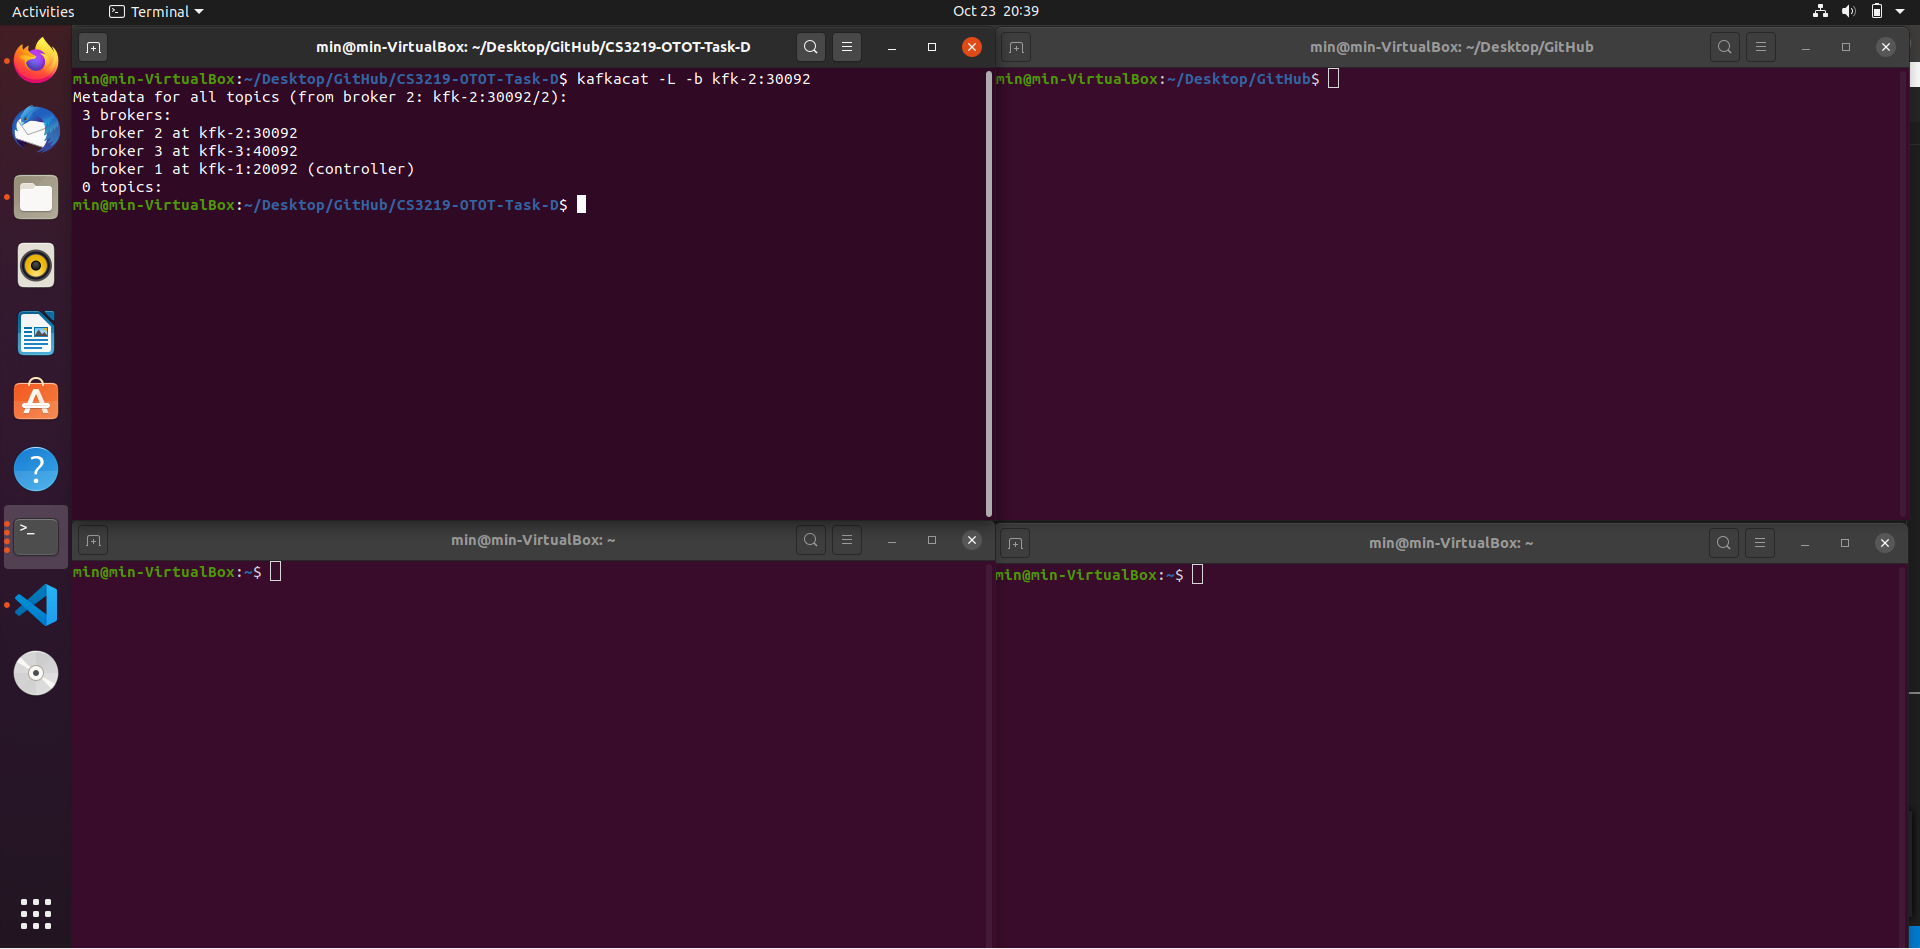 Activities
Terminal
Oct 23 20:39
min@min-VirtualBox: ~/Desktop/GitHub/CS3219-OTOT-Task-D
min@min-VirtualBox:~/Desktop/GitHub/CS3219-OTOT-Task-D$ kafkacat -L -b kfk-2:30092
Metadata for all topics (from broker 2: kfk-2:30092/2):
3 brokers:
broker 2 at kfk-2:30092
broker 3 at kfk-3:40092
broker 1 at kfk-1:20092 (controller)
0 topics:
min@min-VirtualBox:~/Desktop/GitHub/CS3219-OTOT-Task-D$
min@min-VirtualBox: ~/Desktop/GitHub
min@min-VirtualBox:~/Desktop/GitHub$
min@min-VirtualBox: ~
min@min-VirtualBox:~$
min@min-VirtualBox: ~
min@min-VirtualBox:~$